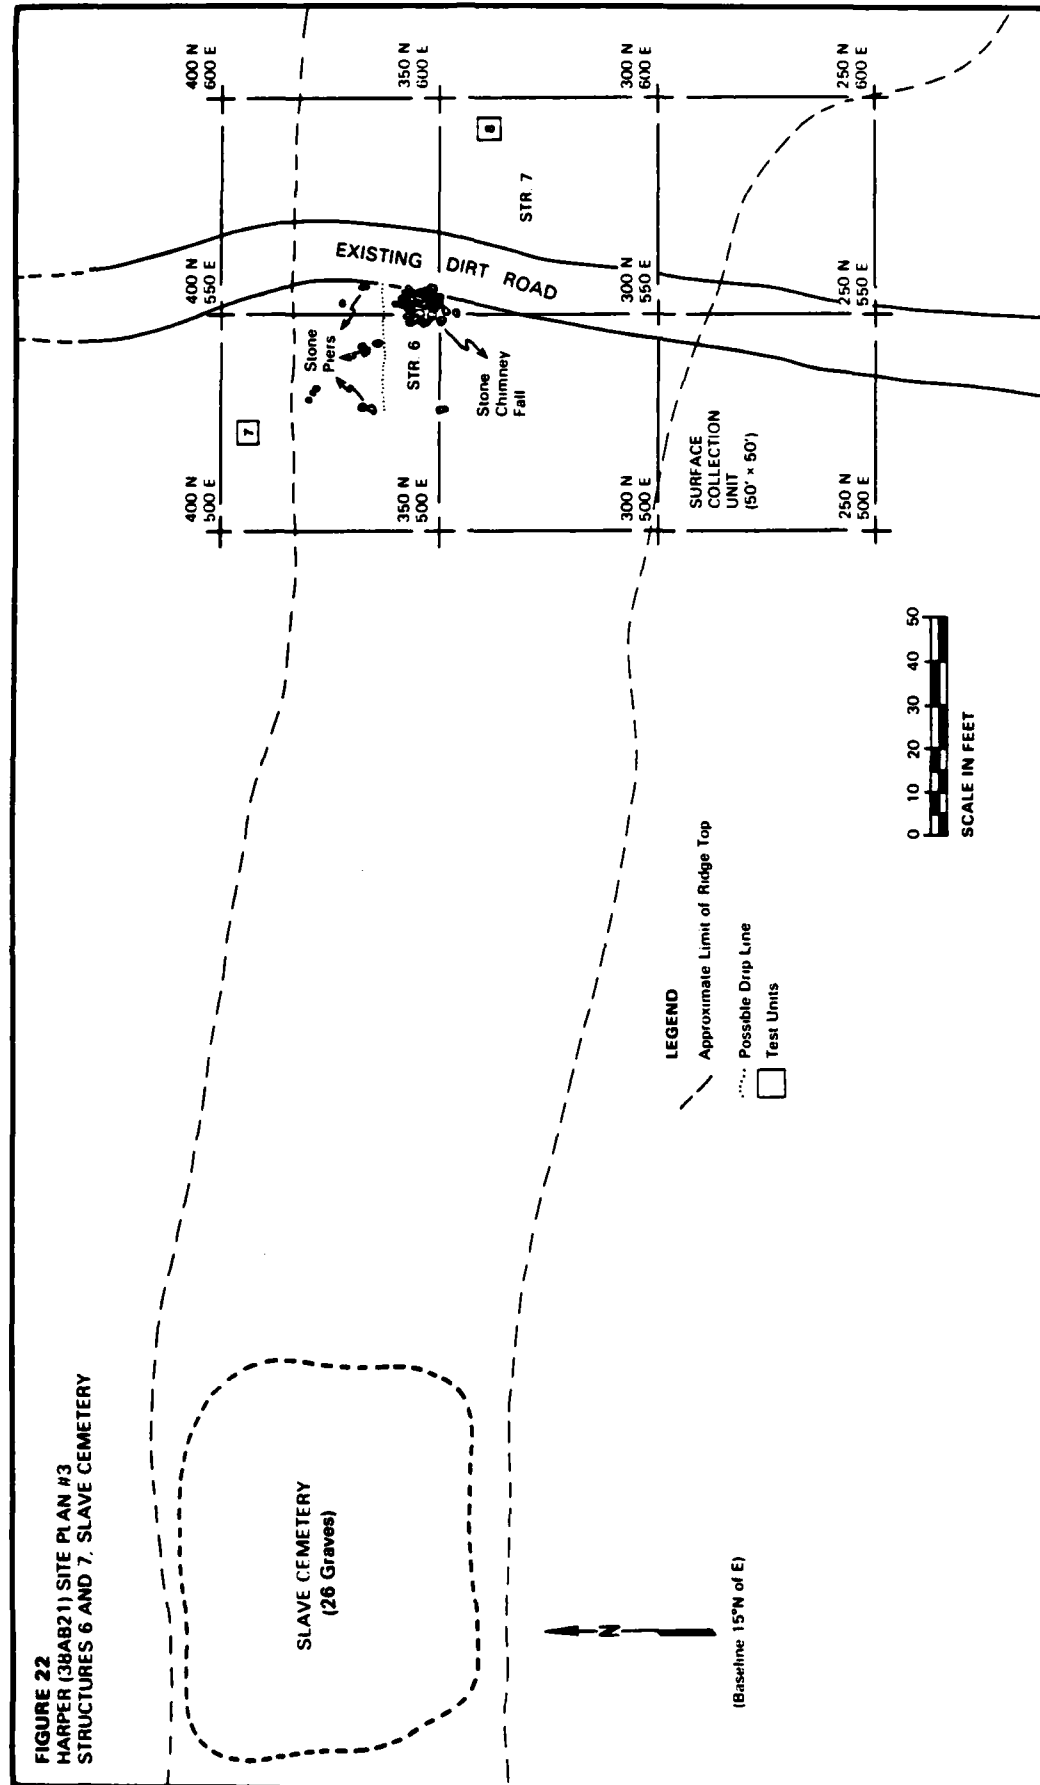 FIGURE 22
HARPER (38AB21) SITE PLAN #3
STRUCTURES 6 AND 7, SLAVE CEMETERY
SLAVE CEMETERY
(26 Graves)
N
(Baseline 15°N of E)
LEGEND
Approximate Limit of Ridge Top
Possible Drip Line
Test Units
0 10 20 30 40 50
SCALE IN FEET
400 N
500 E
400 N
550 E
400 N
600 E
7
Stone
Piers
EXISTING DIRT ROAD
STR. 6
350 N
500 E
350 N
600 E
8
Stone
Chimney
Fall
STR. 7
300 N
500 E
300 N
550 E
300 N
600 E
SURFACE
COLLECTION
UNIT
(50' × 50')
250 N
500 E
250 N
550 E
250 N
600 E